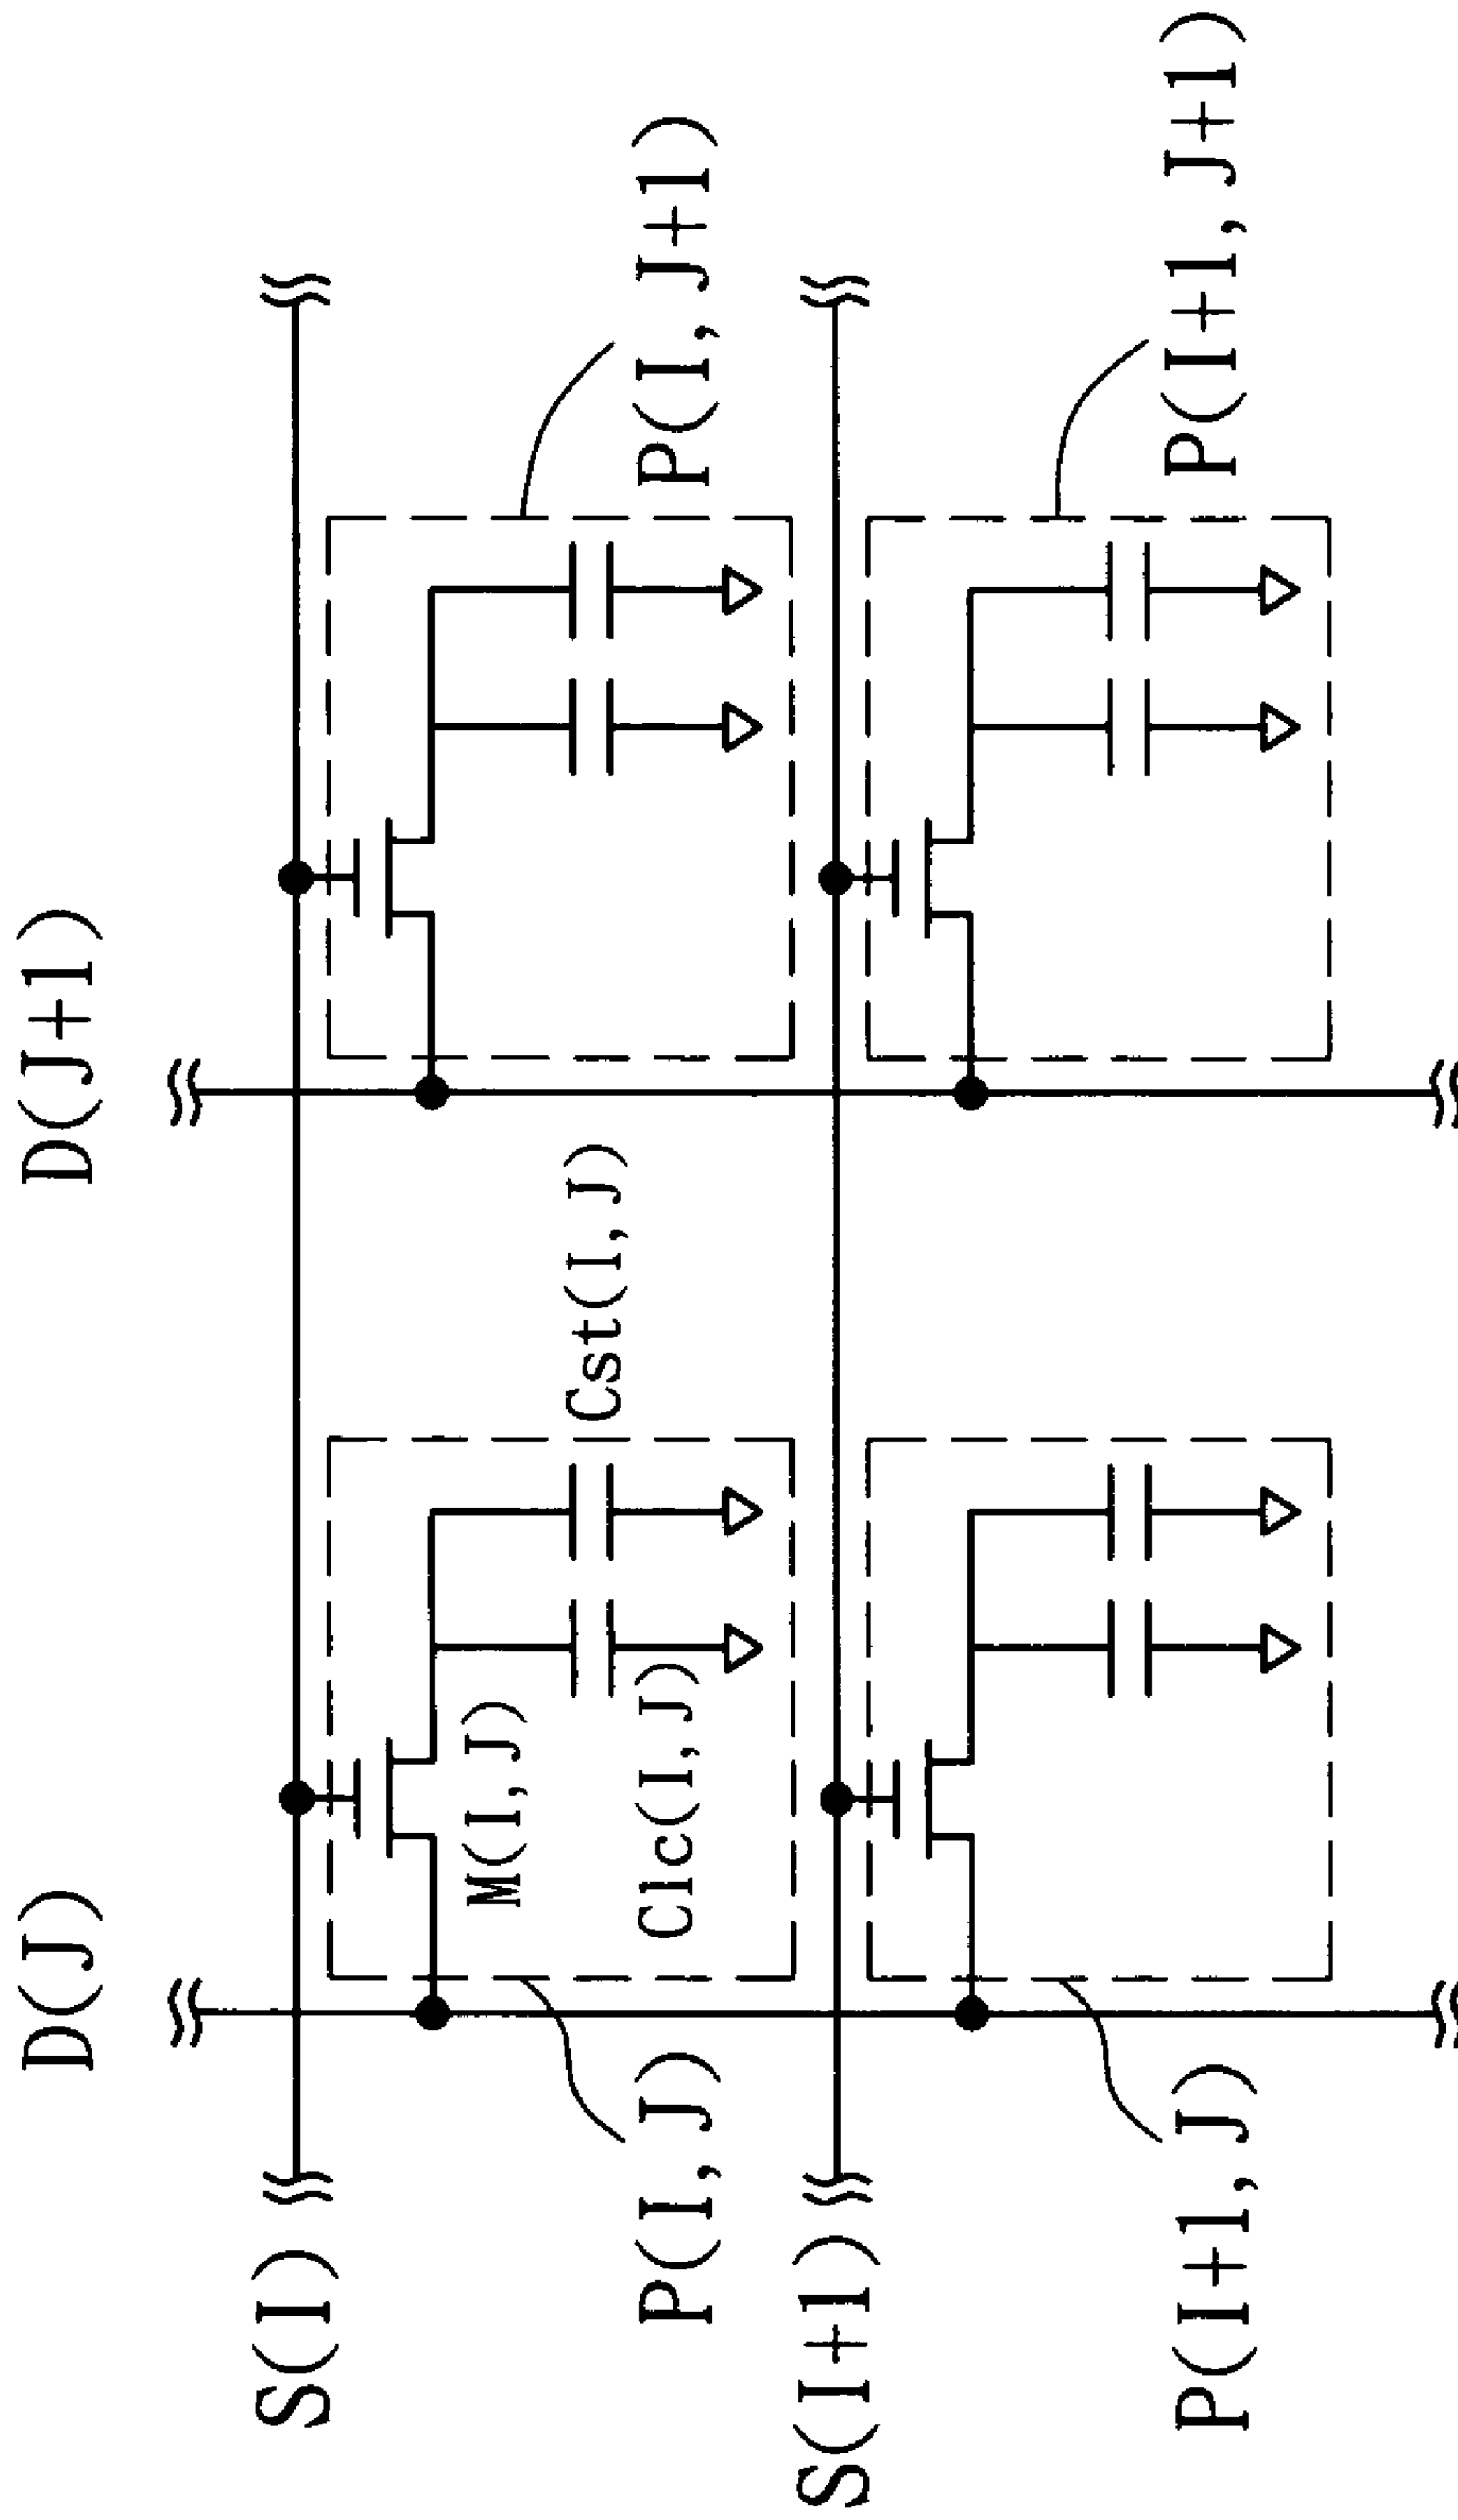 D(J)
D(J+1)
S(I)
M(I,J)
Cst(I,J)
Clc(I,J)
P(I,J)
P(I,J+1)
S(I+1)
P(I+1,J)
P(I+1,J+1)